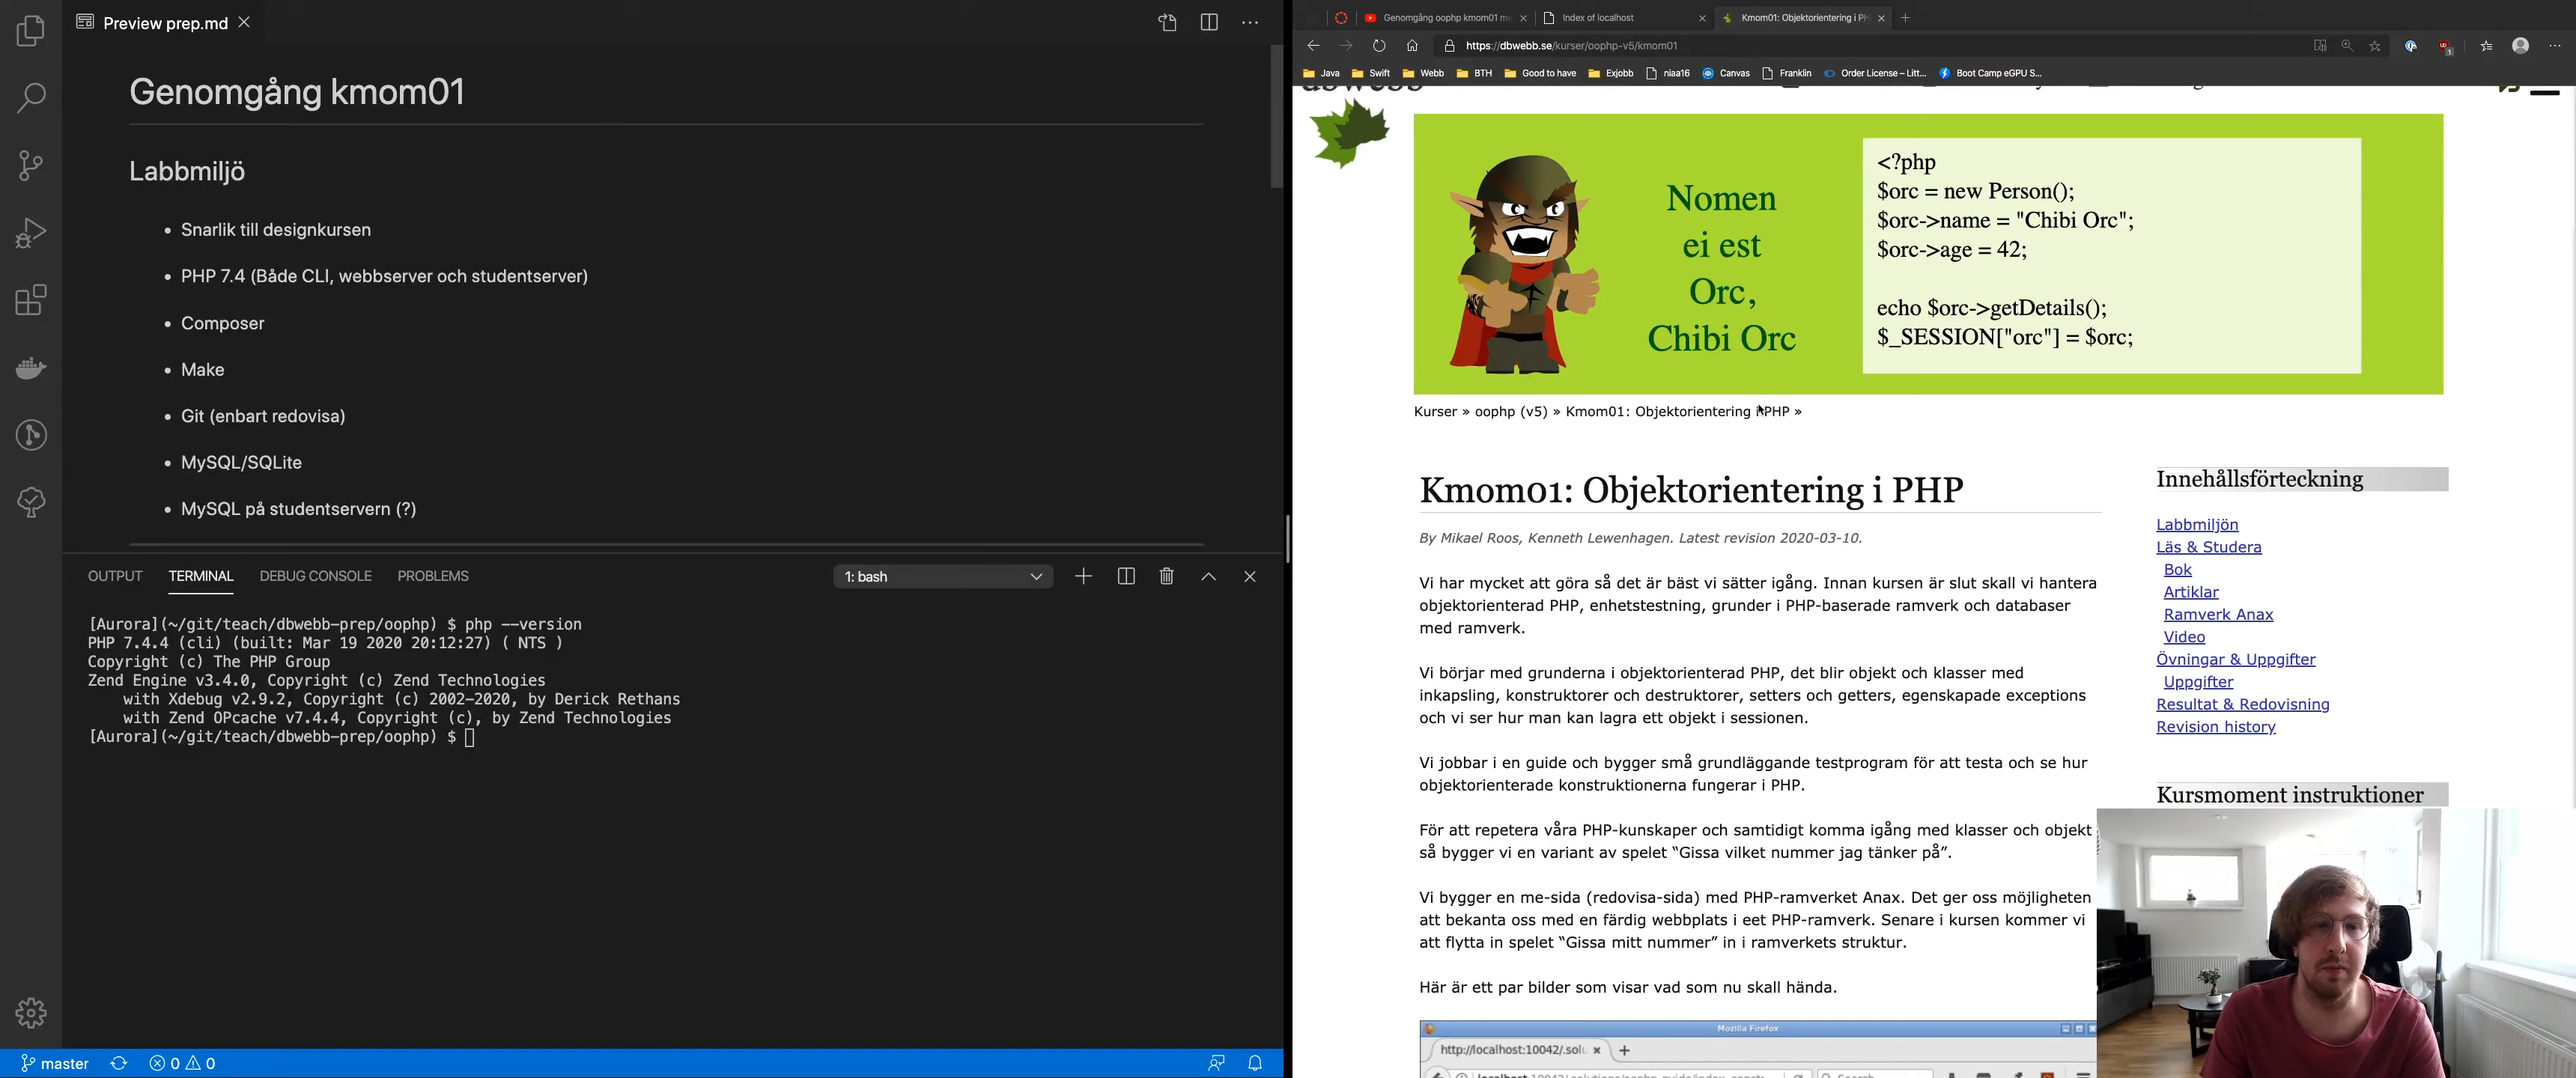 Preview prep.md
Genomgång kmom01
Labbmiljö
Snarlik till designkursen
PHP 7.4 (Både CLI, webbserver och studentserver)
Composer
Make
Git (enbart redovisa)
MySQL/SQLite
MySQL på studentservern (?)
OUTPUT TERMINAL DEBUG CONSOLE PROBLEMS 1: bash
[Aurora](~/git/teach/dbwebb-prep/oophp) $ php --version
PHP 7.4.4 (cli) (built: Mar 19 2020 20:12:27) ( NTS )
Copyright (c) The PHP Group
Zend Engine v3.4.0, Copyright (c) Zend Technologies
with Xdebug v2.9.2, Copyright (c) 2002-2020, by Derick Rethans
with Zend OPcache v7.4.4, Copyright (c), by Zend Technologies
[Aurora](~/git/teach/dbwebb-prep/oophp) $
master 0 0
Genomgång oophp kmom01 me Index of localhost Kmom01: Objektorientering i PH
https://dbwebb.se/kurser/oophp-v5/kmom01
Java Swift Webb BTH Good to have Exjobb niaa16 Canvas Franklin Order License – Litt... Boot Camp eGPU S...
Nomen
ei est
Orc,
Chibi Orc
<?php
$orc = new Person();
$orc->name = "Chibi Orc";
$orc->age = 42;
echo $orc->getDetails();
$_SESSION["orc"] = $orc;
Kurser » oophp (v5) » Kmom01: Objektorientering i PHP »
Kmom01: Objektorientering i PHP
By Mikael Roos, Kenneth Lewenhagen. Latest revision 2020-03-10.
Vi har mycket att göra så det är bäst vi sätter igång. Innan kursen är slut skall vi hantera
objektorienterad PHP, enhetstestning, grunder i PHP-baserade ramverk och databaser
med ramverk.
Vi börjar med grunderna i objektorienterad PHP, det blir objekt och klasser med
inkapsling, konstruktorer och destruktorer, setters och getters, egenskapade exceptions
och vi ser hur man kan lagra ett objekt i sessionen.
Vi jobbar i en guide och bygger små grundläggande testprogram för att testa och se hur
objektorienterade konstruktionerna fungerar i PHP.
För att repetera våra PHP-kunskaper och samtidigt komma igång med klasser och objekt
så bygger vi en variant av spelet “Gissa vilket nummer jag tänker på”.
Vi bygger en me-sida (redovisa-sida) med PHP-ramverket Anax. Det ger oss möjligheten
att bekanta oss med en färdig webbplats i eet PHP-ramverk. Senare i kursen kommer vi
att flytta in spelet “Gissa mitt nummer” in i ramverkets struktur.
Här är ett par bilder som visar vad som nu skall hända.
Mozilla Firefox
http://localhost:10042/.solu
Innehållsförteckning
Labbmiljön
Läs & Studera
Bok
Artiklar
Ramverk Anax
Video
Övningar & Uppgifter
Uppgifter
Resultat & Redovisning
Revision history
Kursmoment instruktioner